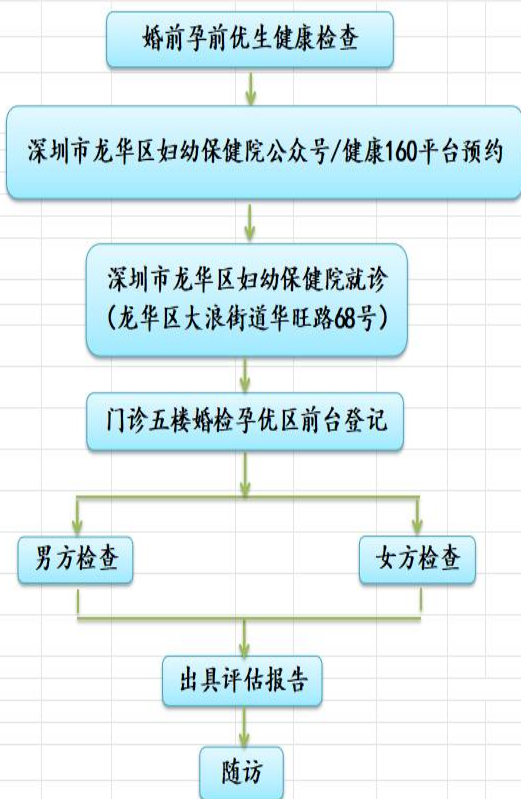 婚前孕前优生健康检查
深圳市龙华区妇幼保健院公众号/健康160平台预约
深圳市龙华区妇幼保健院就诊
(龙华区大浪街道华旺路68号)
门诊五楼婚检孕优区前台登记
男方检查
女方检查
出具评估报告
随访